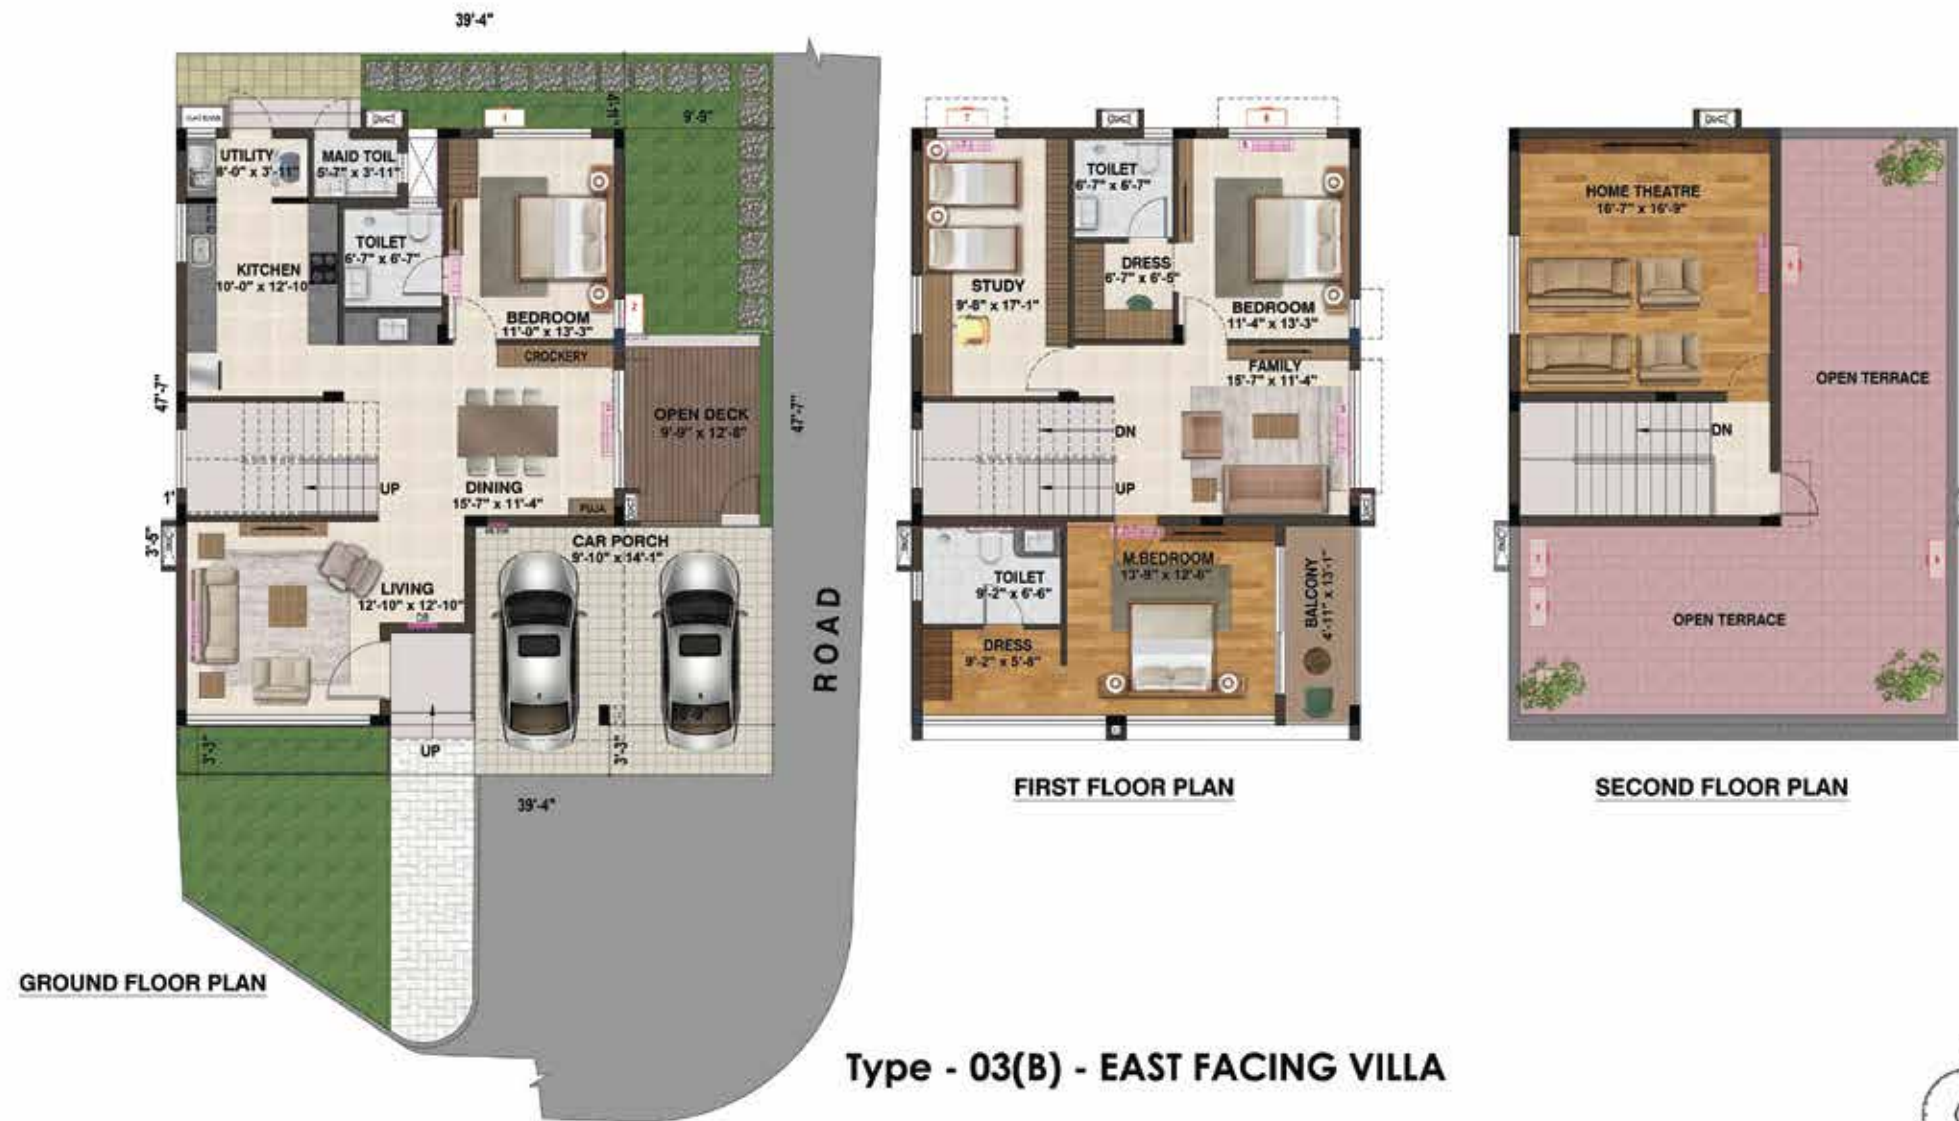 39'-4"
4'-11"
9'-9"
UTILITY
MAID TOIL
5'-7" x 3'-11"
TOILET
6'-7" x 6'-7"
KITCHEN
10'-0" x 12'-10"
BEDROOM
11'-0" x 13'-3"
CROCKERY
2
47'-7"
47'-7"
OPEN DECK
9'-9" x 12'-8"
UP
DINING
15'-7" x 11'-4"
PUJA
1'
3'-5"
CAR PORCH
9'-10" x 14'-1"
LIVING
12'-10" x 12'-10"
DB
ROAD
UP
3'-3"
3'-3"
39'-4"
GROUND FLOOR PLAN
7
TOILET
6'-7" x 6'-7"
DRESS
6'-7" x 6'-5"
STUDY
9'-8" x 17'-1"
BEDROOM
11'-4" x 13'-3"
FAMILY
15'-7" x 11'-4"
DN
UP
TOILET
9'-2" x 6'-6"
DRESS
9'-2" x 5'-8"
M.BEDROOM
13'-9" x 12'-6"
BALCONY
4'-11" x 13'-1"
FIRST FLOOR PLAN
HOME THEATRE
16'-7" x 16'-9"
OPEN TERRACE
DN
OPEN TERRACE
SECOND FLOOR PLAN
Type - 03(B) - EAST FACING VILLA